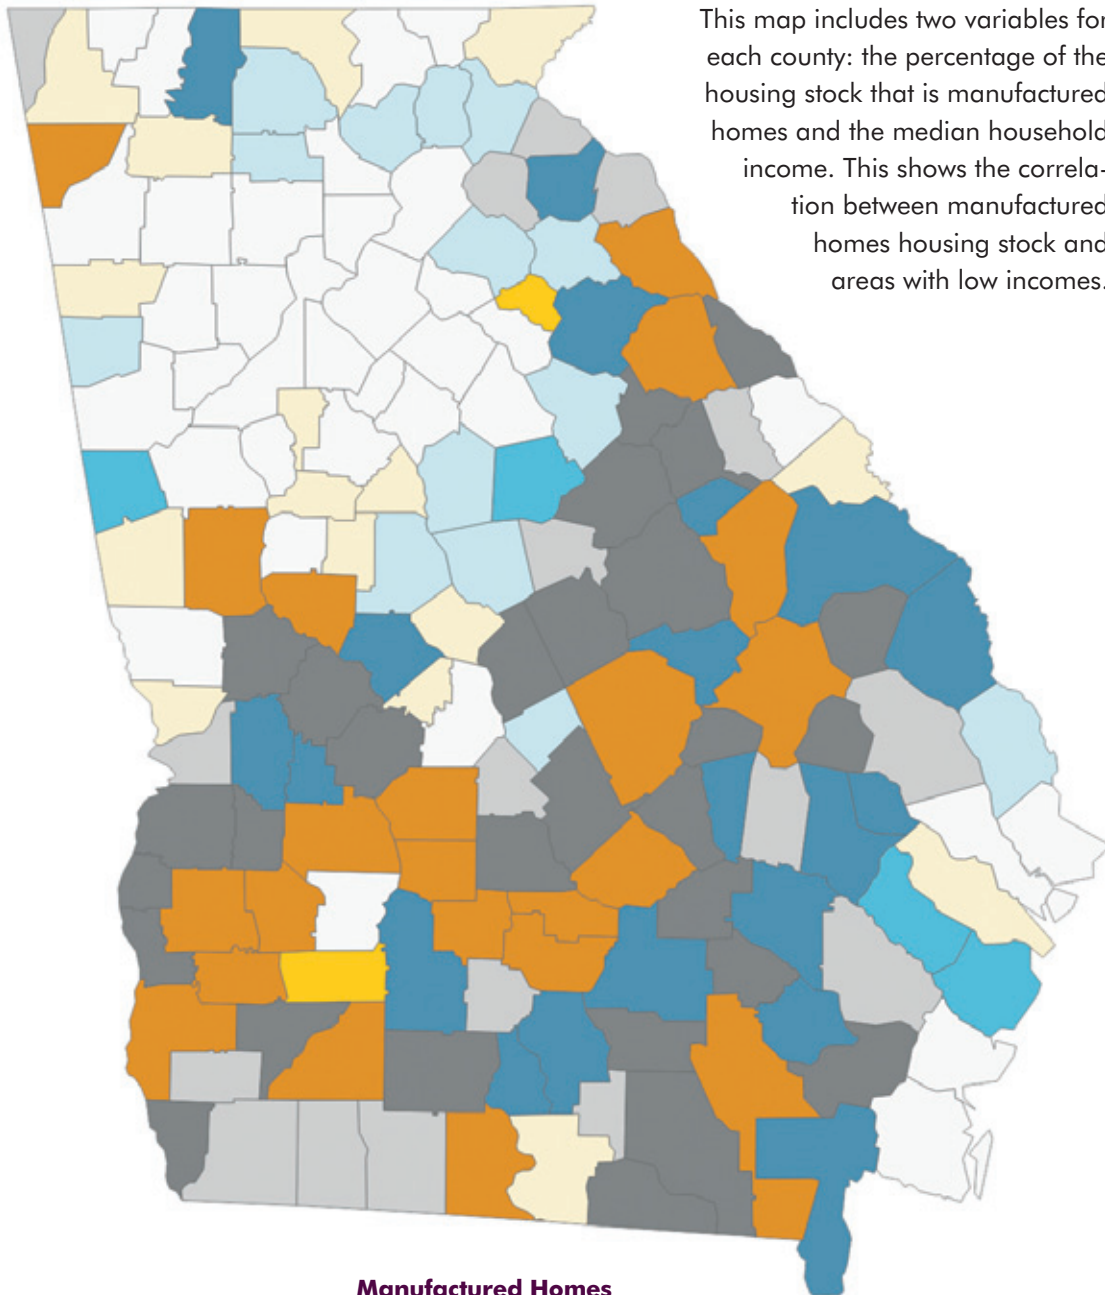 This map includes two variables for
each county: the percentage of the
housing stock that is manufactured
homes and the median household
income. This shows the correla-
tion between manufactured
homes housing stock and
areas with low incomes.
Manufactured Homes